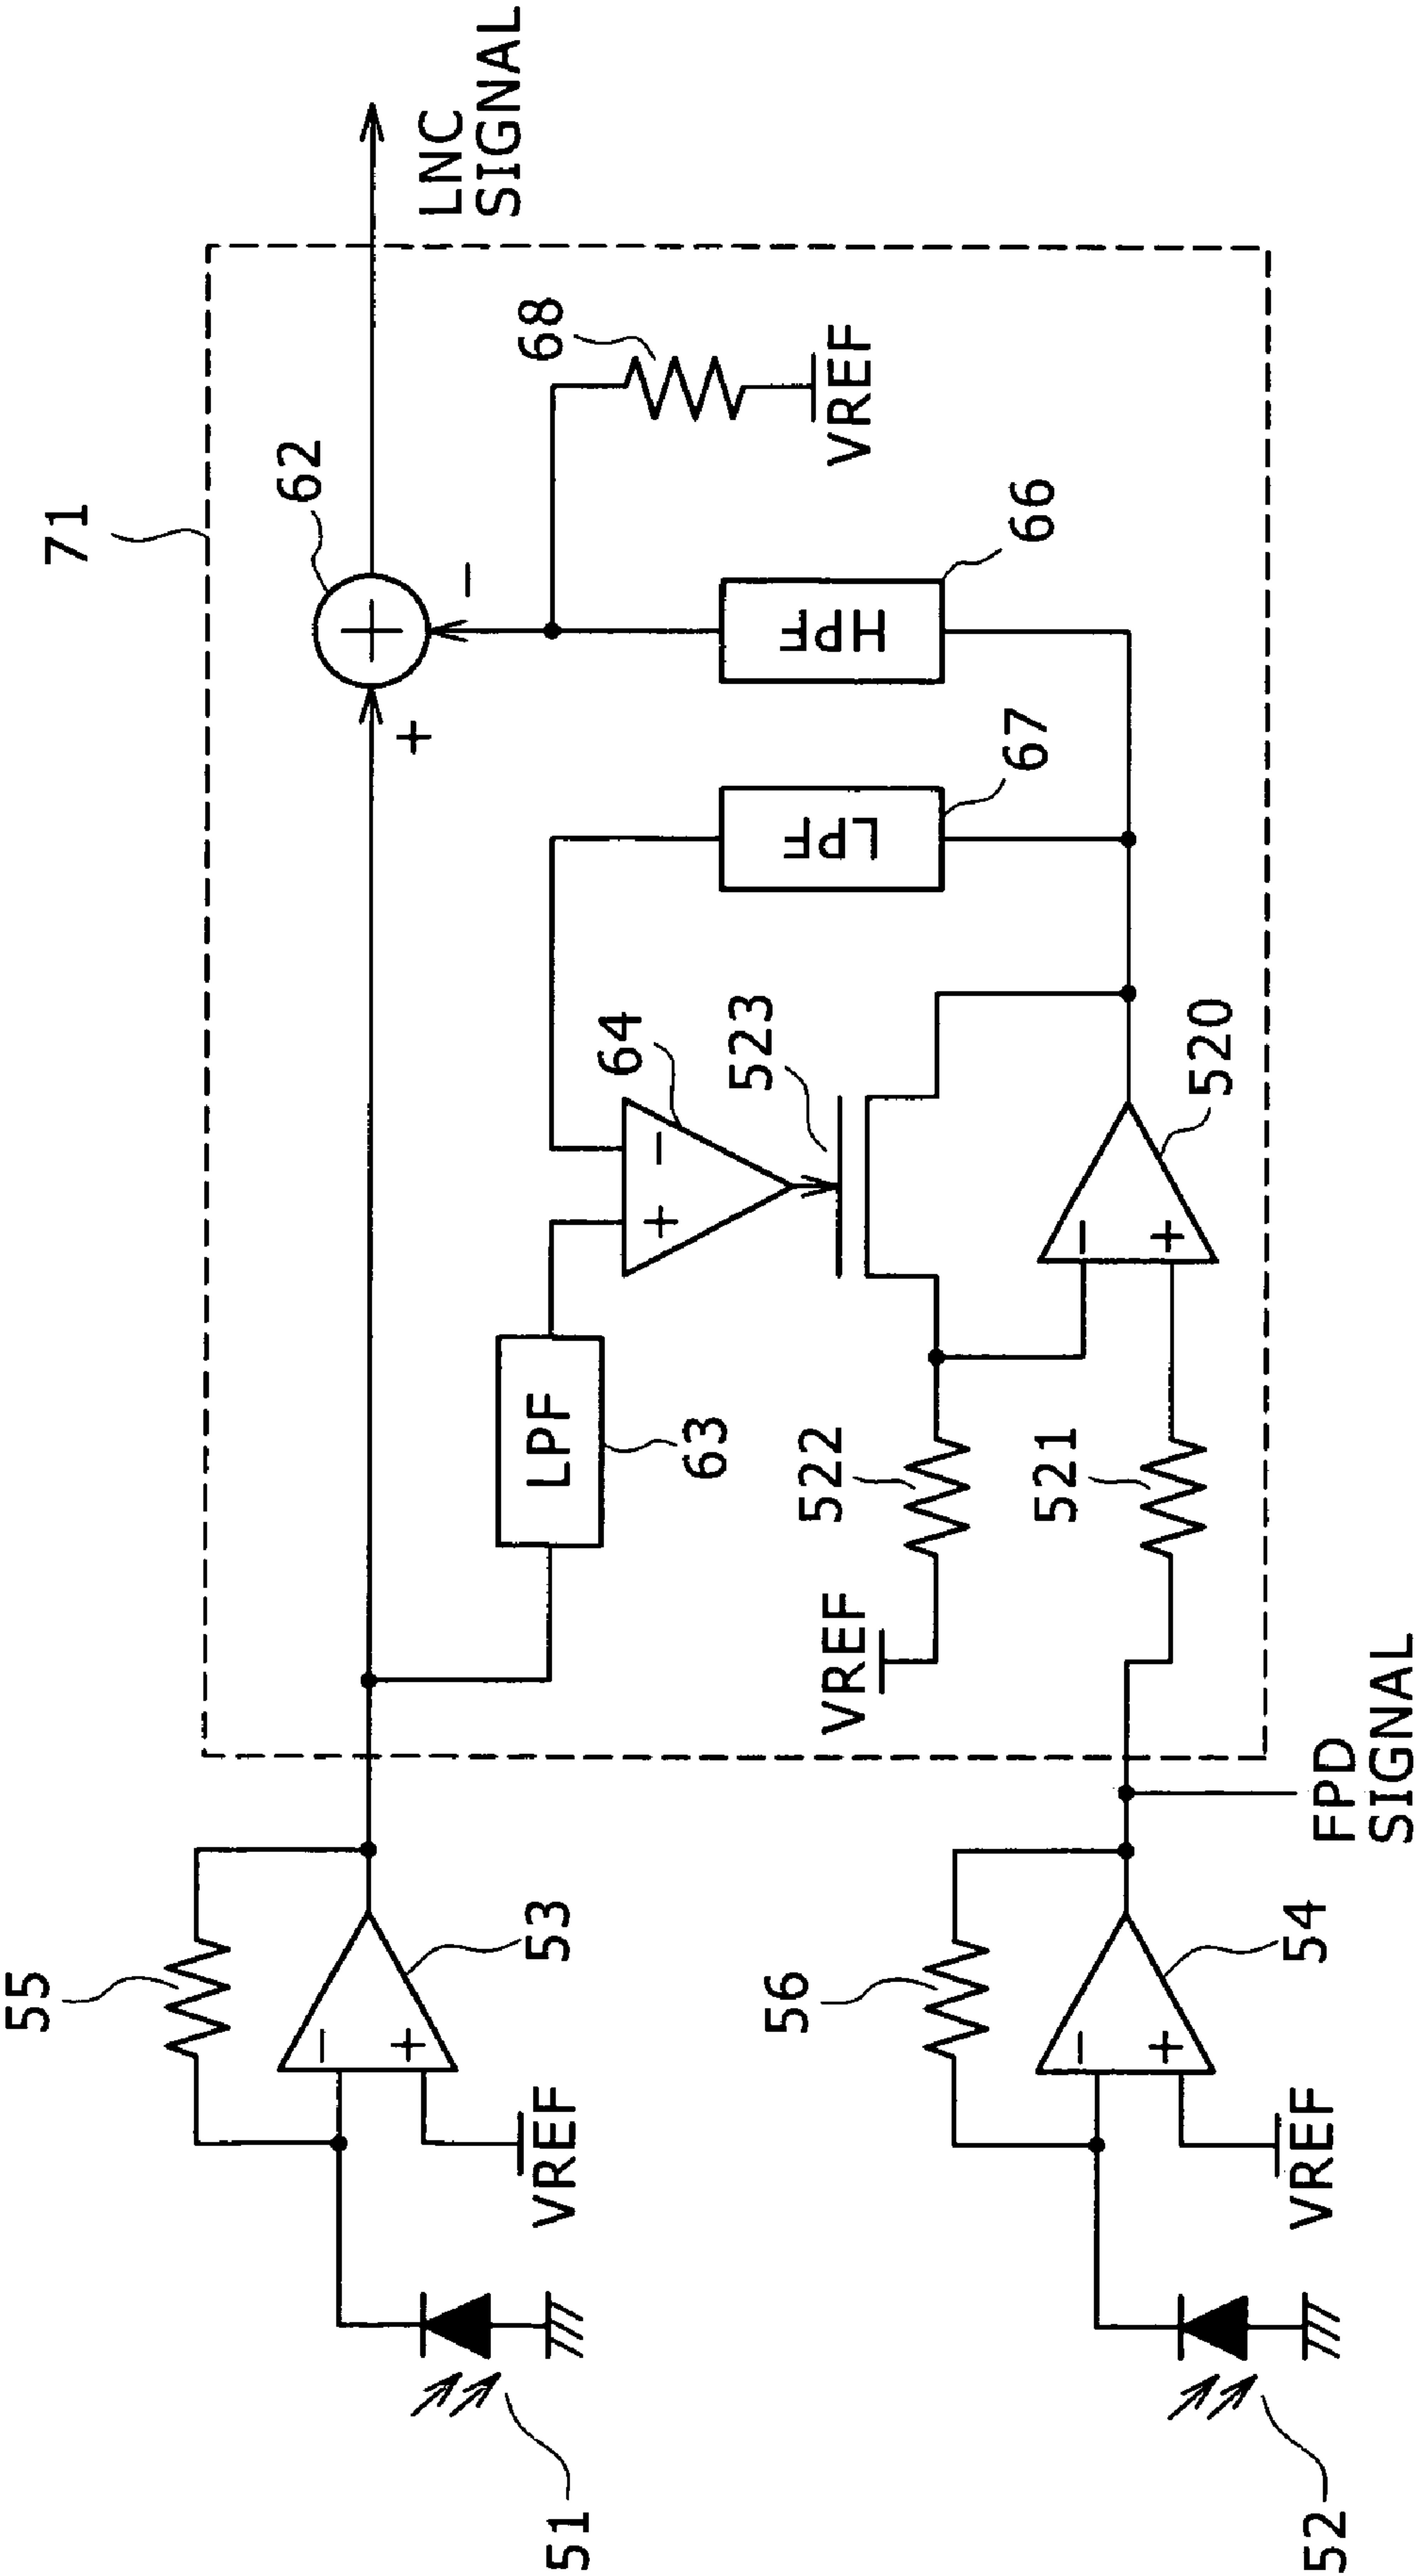 71
62
LNC
SIGNAL
+
−
68
VREF
63
LPF
64
+
−
67
LPF
66
HPF
523
522
VREF
521
520
−
+
55
53
−
+
VREF
51
56
54
−
+
VREF
52
FPD
SIGNAL